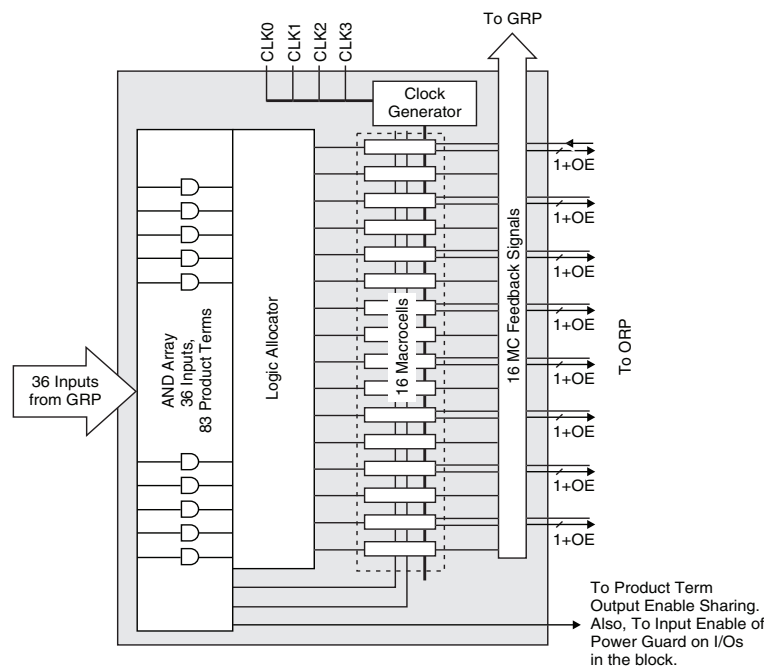 To GRP
CLK0
CLK1
CLK2
CLK3
Clock
Generator
1+OE
1+OE
1+OE
1+OE
1+OE
1+OE
1+OE
1+OE
36 Inputs
from GRP
AND Array
36 Inputs,
83 Product Terms
Logic Allocator
16 Macrocells
16 MC Feedback Signals
To ORP
To Product Term
Output Enable Sharing.
Also, To Input Enable of
Power Guard on I/Os
in the block.